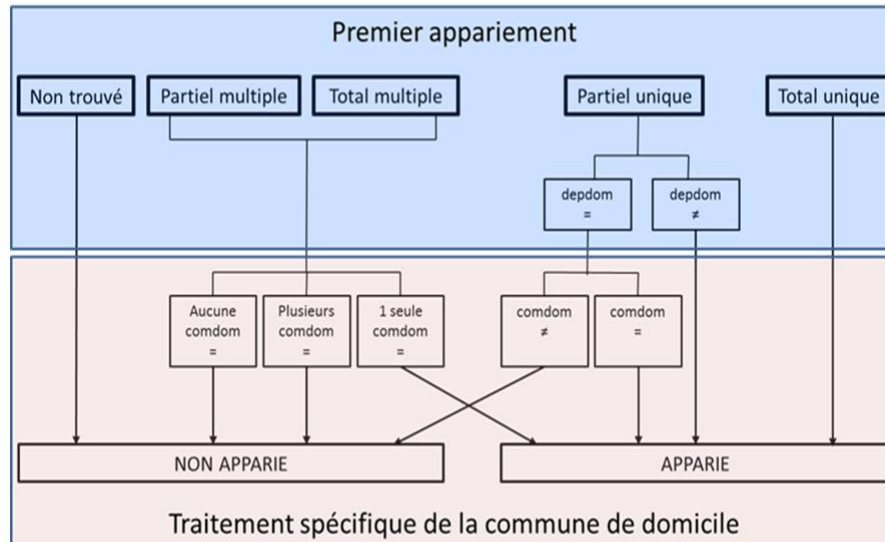 Premier appariement
Non trouvé
Partiel multiple
Total multiple
Partiel unique
Total unique
depdom
=
depdom
≠
Aucune
comdom
=
Plusieurs
comdom
=
1 seule
comdom
=
comdom
≠
comdom
=
NON APPARIE
APPARIE
Traitement spécifique de la commune de domicile